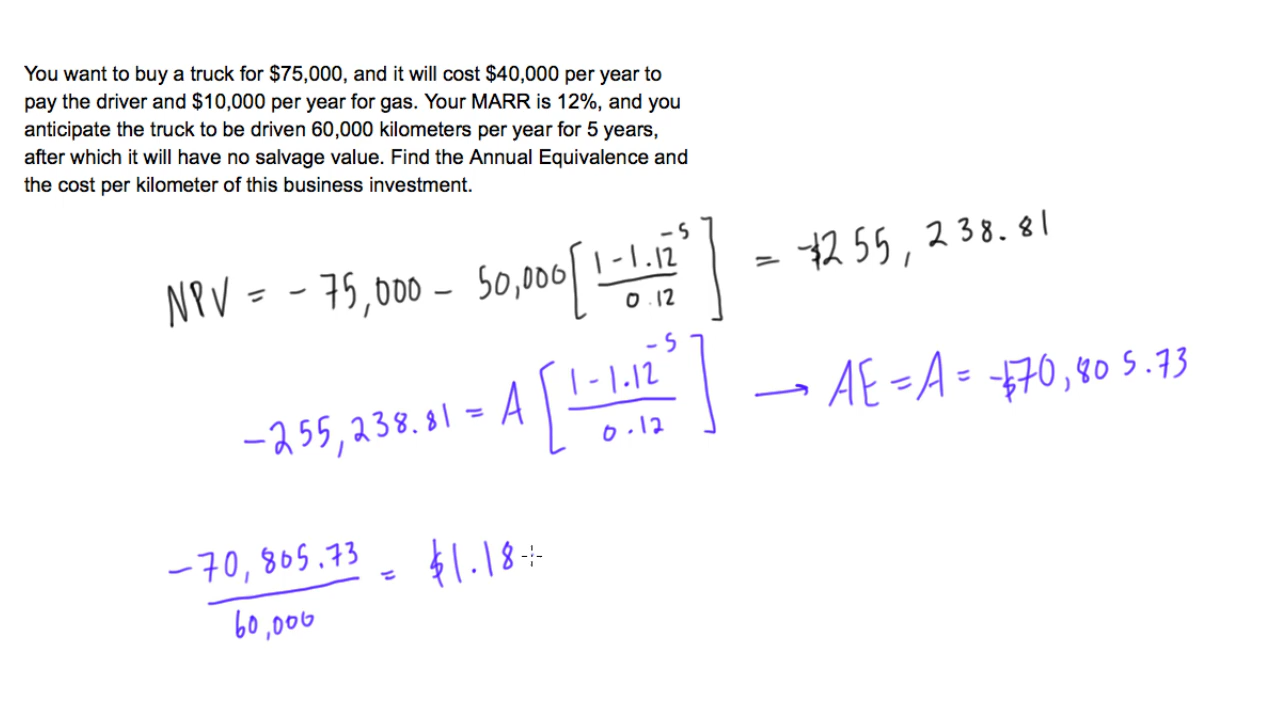 You want to buy a truck for $75,000, and it will cost $40,000 per year to
pay the driver and $10,000 per year for gas. Your MARR is 12%, and you
anticipate the truck to be driven 60,000 kilometers per year for 5 years,
after which it will have no salvage value. Find the Annual Equivalence and
the cost per kilometer of this business investment.
NPV = - 75,000 - 50,000 [ (1 - 1.12^-5) / 0.12 ] = -$255,238.81
-255,238.81 = A [ (1 - 1.12^-5) / 0.12 ] → AE = A = -$70,805.73
-70,805.73 / 60,000 = $1.18